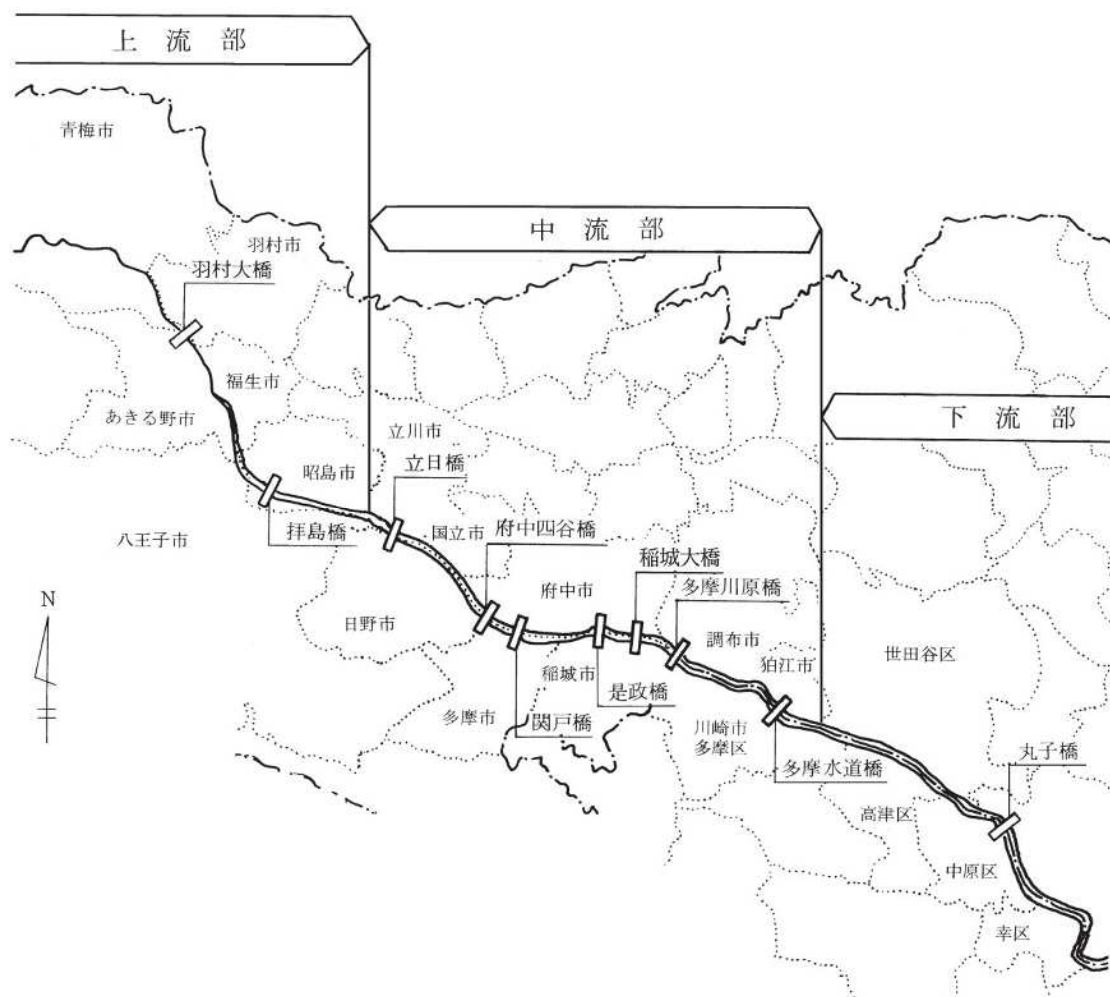 上流部
青梅市
中流部
羽村市
羽村大橋
福生市
あきる野市
下流部
立川市
立日橋
昭島市
拝島橋
八王子市
国立市
府中四谷橋
稲城大橋
府中市
多摩川原橋
N
日野市
調布市
狛江市
世田谷区
稲城市
是政橋
多摩市
関戸橋
川崎市
多摩区
丸子橋
多摩水道橋
高津区
中原区
幸区